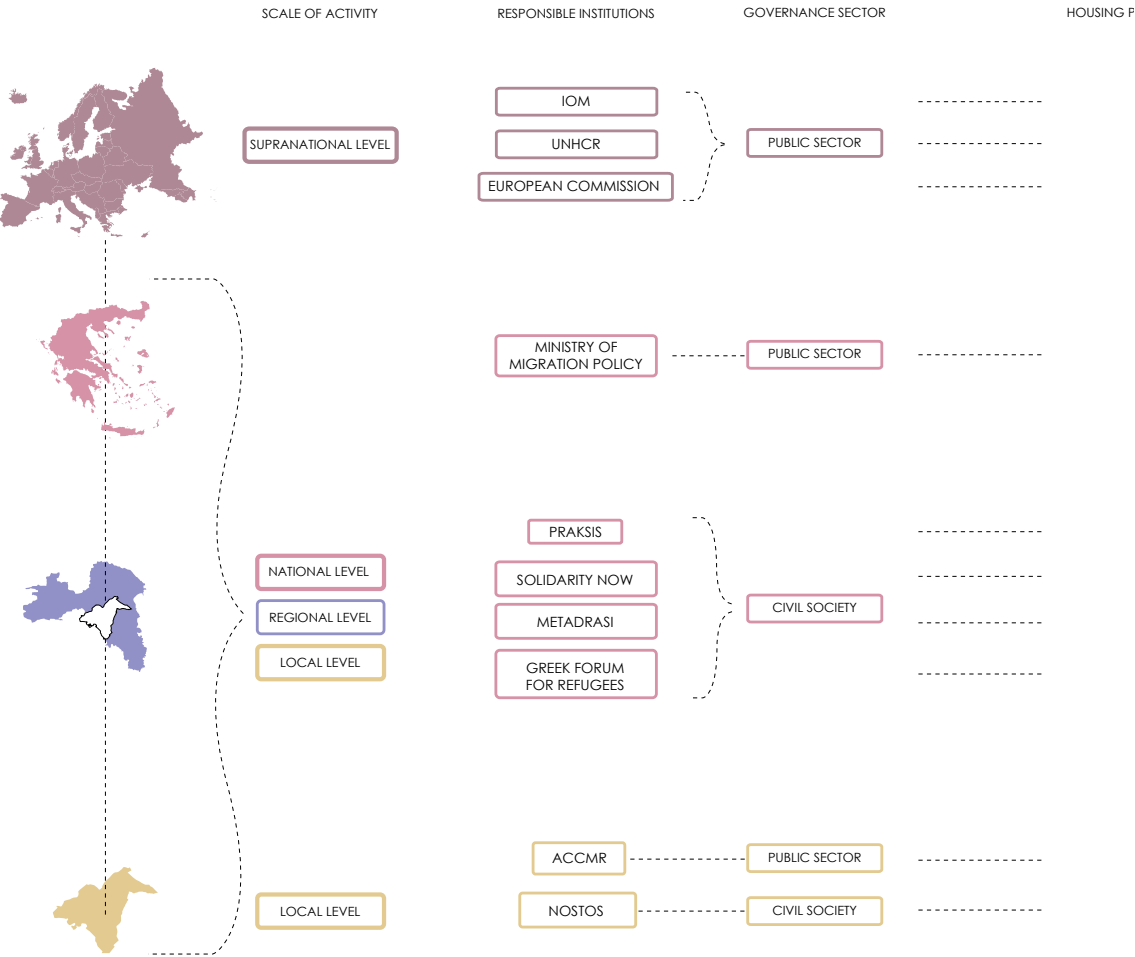 SCALE OF ACTIVITY
RESPONSIBLE INSTITUTIONS
GOVERNANCE SECTOR
HOUSING P
IOM
SUPRANATIONAL LEVEL
UNHCR
PUBLIC SECTOR
EUROPEAN COMMISSION
MINISTRY OF
MIGRATION POLICY
PUBLIC SECTOR
PRAKSIS
NATIONAL LEVEL
SOLIDARITY NOW
REGIONAL LEVEL
METADRASI
CIVIL SOCIETY
LOCAL LEVEL
GREEK FORUM
FOR REFUGEES
ACCMR
PUBLIC SECTOR
LOCAL LEVEL
NOSTOS
CIVIL SOCIETY